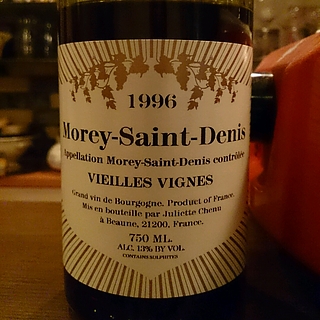 1996
Morey-Saint-Denis
Appellation Morey-Saint-Denis contrôlée
VIEILLES VIGNES
Grand vin de Bourgogne. Product of France.
Mis en bouteille par Juliette Chenu
à Beaune, 21200, France.
750 ML.
ALC. 13% BY VOL.
CONTAINS SULPHITES